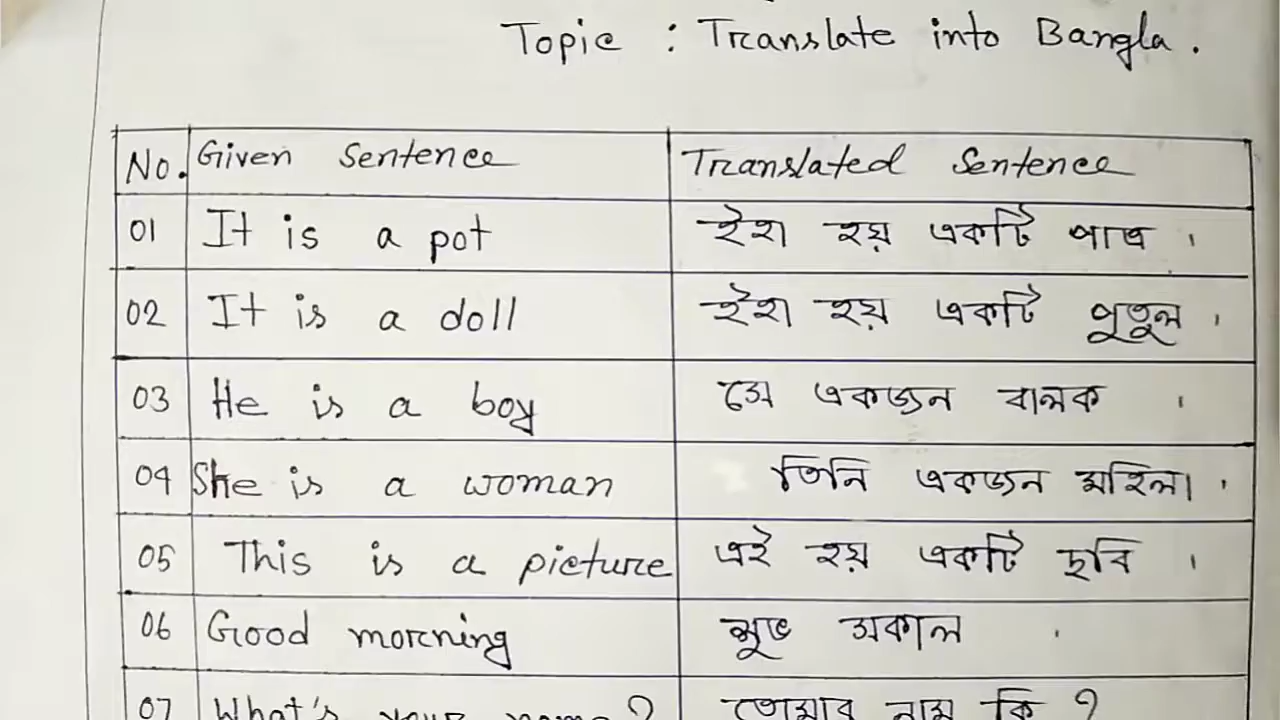 Topic : Translate into Bangla.
No. Given Sentence Translated Sentence
01 It is a pot ইহা হয় একটি পাত্র ।
02 It is a doll ইহা হয় একটি পুতুল ।
03 He is a boy সে একজন বালক ।
04 She is a woman তিনি একজন মহিলা ।
05 This is a picture এই হয় একটি ছবি ।
06 Good morning শুভ সকাল ।
07 What's your name? তোমার নাম কি ?